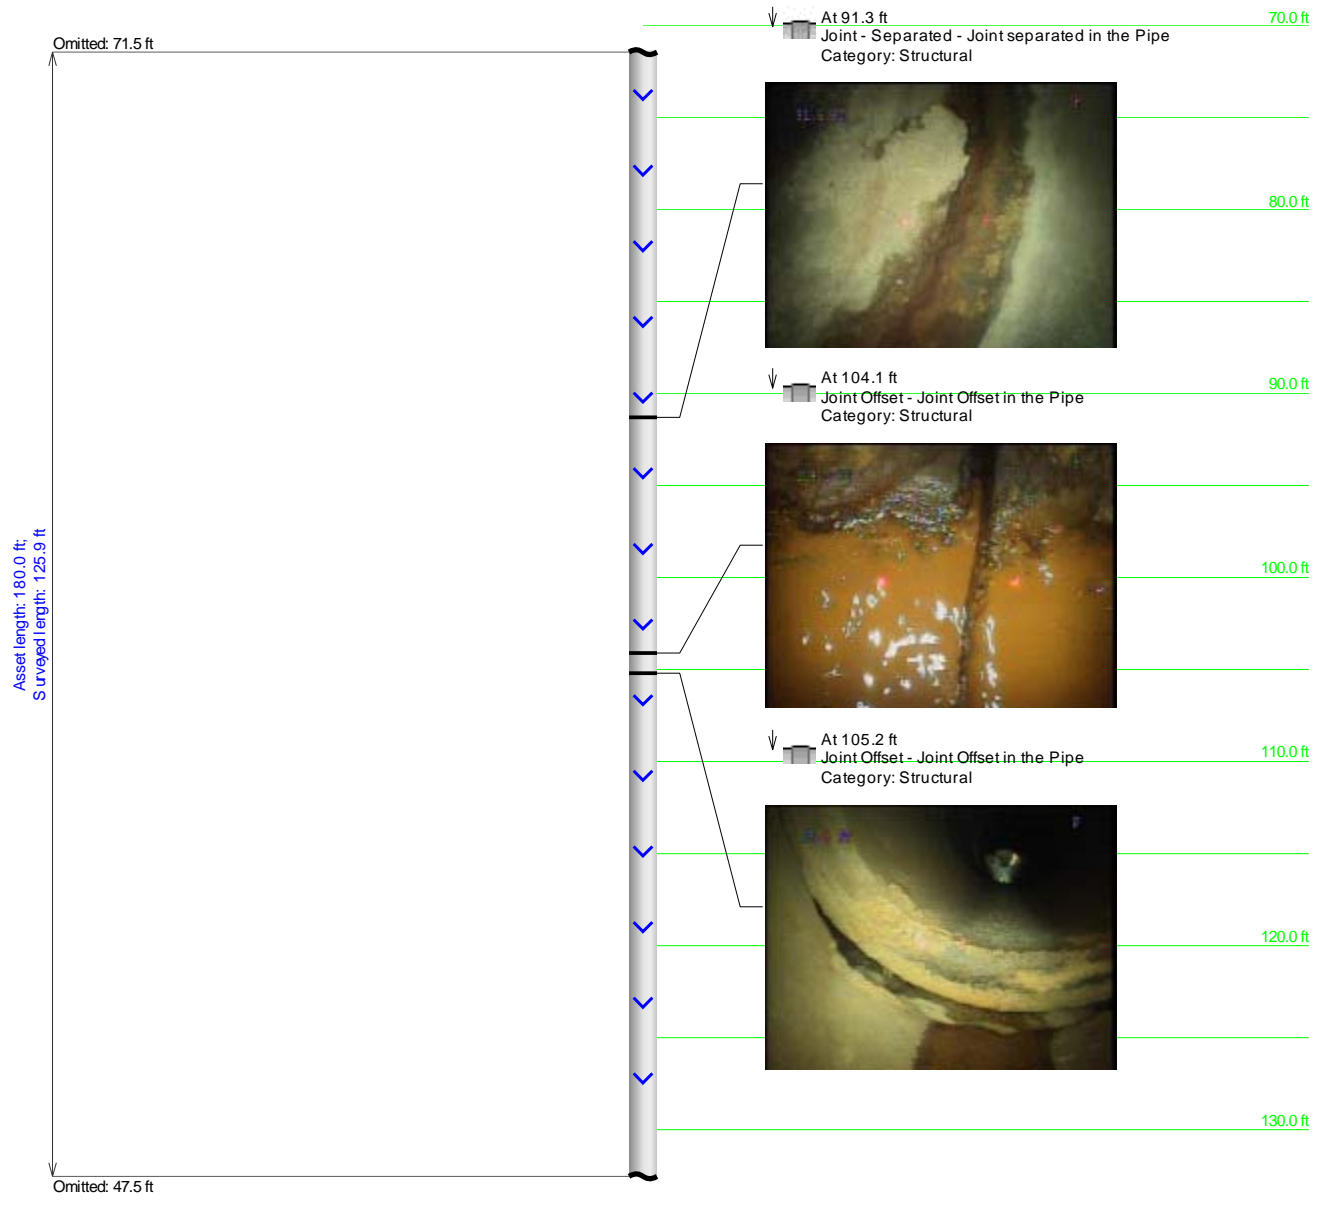 At 91.3 ft
70.0 ft
Joint - Separated - Joint separated in the Pipe
Omitted: 71.5 ft
Category: Structural
80.0 ft
At 104.1 ft
90.0 ft
Joint Offset - Joint Offset in the Pipe
Category: Structural
Asset length: 180.0 ft;
Surveyed length: 125.9 ft
100.0 ft
At 105.2 ft
110.0 ft
Joint Offset - Joint Offset in the Pipe
Category: Structural
120.0 ft
130.0 ft
Omitted: 47.5 ft